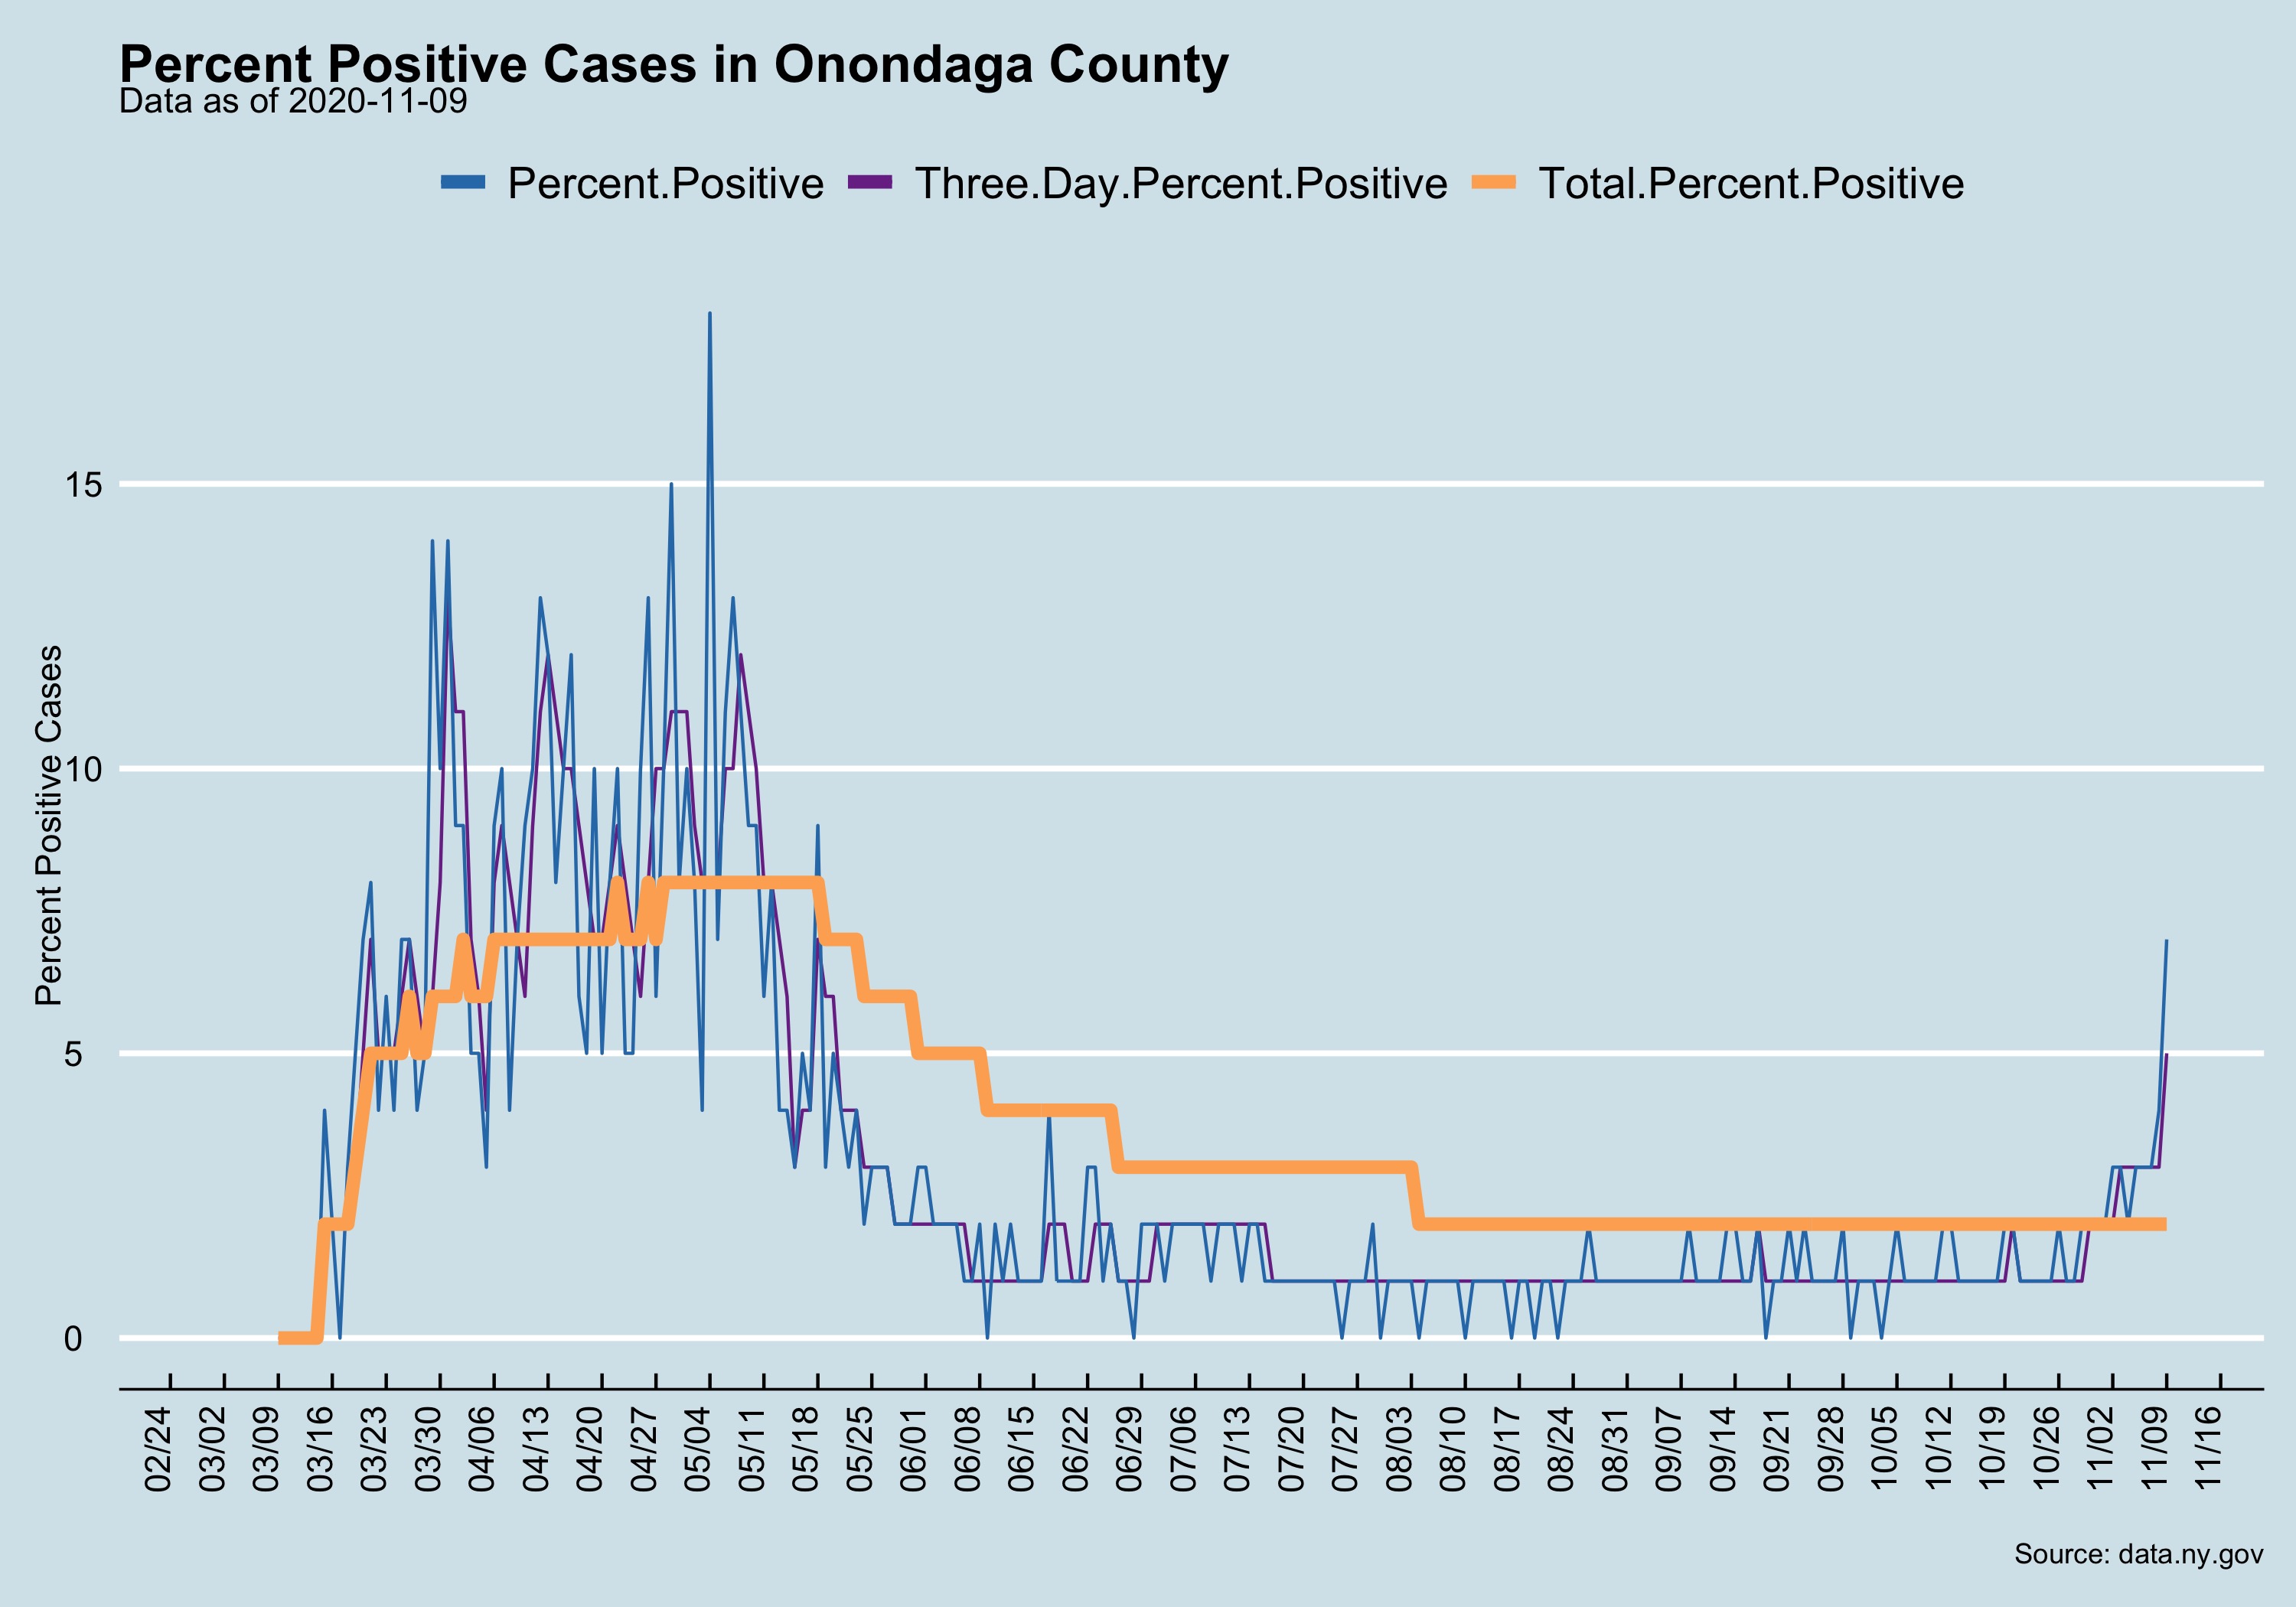 Percent Positive Cases in Onondaga County
Data as of 2020-11-09
Percent.Positive Three.Day.Percent.Positive Total.Percent.Positive
Percent Positive Cases
15
10
5
0
02/24 03/02 03/09 03/16 03/23 03/30 04/06 04/13 04/20 04/27 05/04 05/11 05/18 05/25 06/01 06/08 06/15 06/22 06/29 07/06 07/13 07/20 07/27 08/03 08/10 08/17 08/24 08/31 09/07 09/14 09/21 09/28 10/05 10/12 10/19 10/26 11/02 11/09 11/16
Source: data.ny.gov